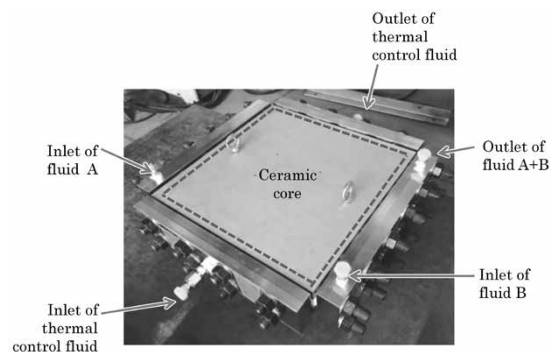 Outlet of
thermal
control fluid
Inlet of
fluid A
Ceramic
core
Outlet of
fluid A+B
Inlet of
fluid B
Inlet of
thermal
control fluid